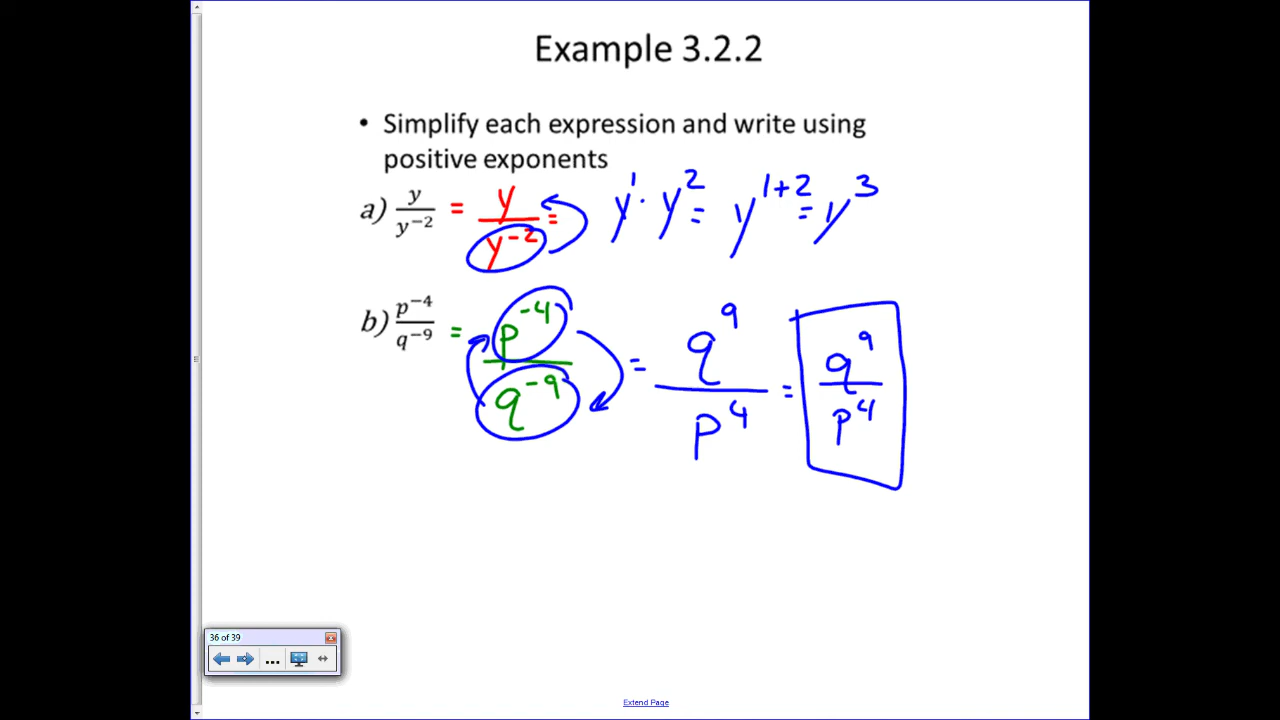 Example 3.2.2
• Simplify each expression and write using
positive exponents
a) y/y⁻² = y/y⁻² = y¹ · y² = y¹⁺² = y³
b) p⁻⁴/q⁻⁹ = p⁻⁴/q⁻⁹ = q⁹/p⁴ = q⁹/p⁴
36 of 39
...
Extend Page